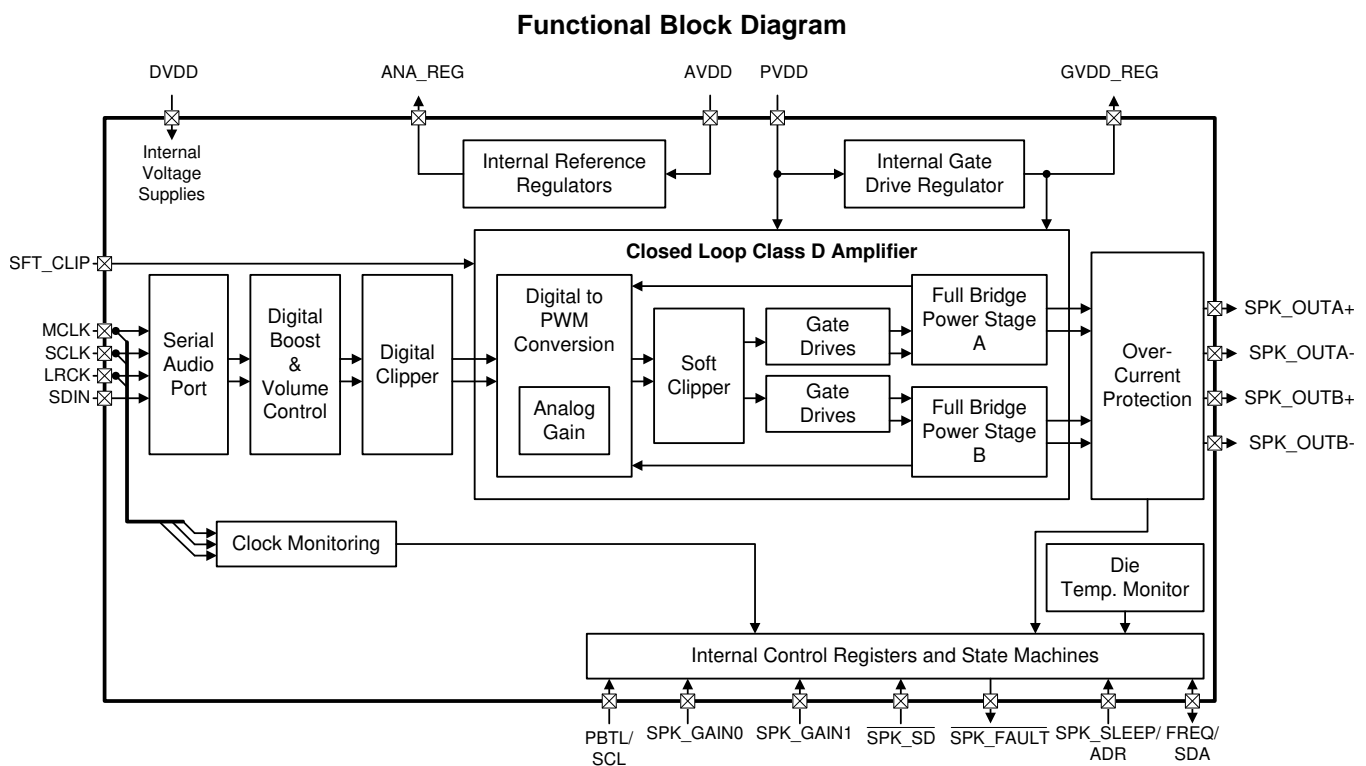 Functional Block Diagram
DVDD
ANA_REG
AVDD
PVDD
GVDD_REG
Internal
Voltage
Supplies
Internal Reference
Regulators
Internal Gate
Drive Regulator
SFT_CLIP
Closed Loop Class D Amplifier
MCLK
SCLK
LRCK
SDIN
Serial
Audio
Port
Digital
Boost
&
Volume
Control
Digital
Clipper
Digital to
PWM
Conversion
Analog
Gain
Soft
Clipper
Gate
Drives
Gate
Drives
Full Bridge
Power Stage
A
Full Bridge
Power Stage
B
Over-
Current
Protection
SPK_OUTA+
SPK_OUTA-
SPK_OUTB+
SPK_OUTB-
Clock Monitoring
Die
Temp. Monitor
Internal Control Registers and State Machines
PBTL/
SCL
SPK_GAIN0
SPK_GAIN1
SPK_SD
SPK_FAULT
SPK_SLEEP/
ADR
FREQ/
SDA